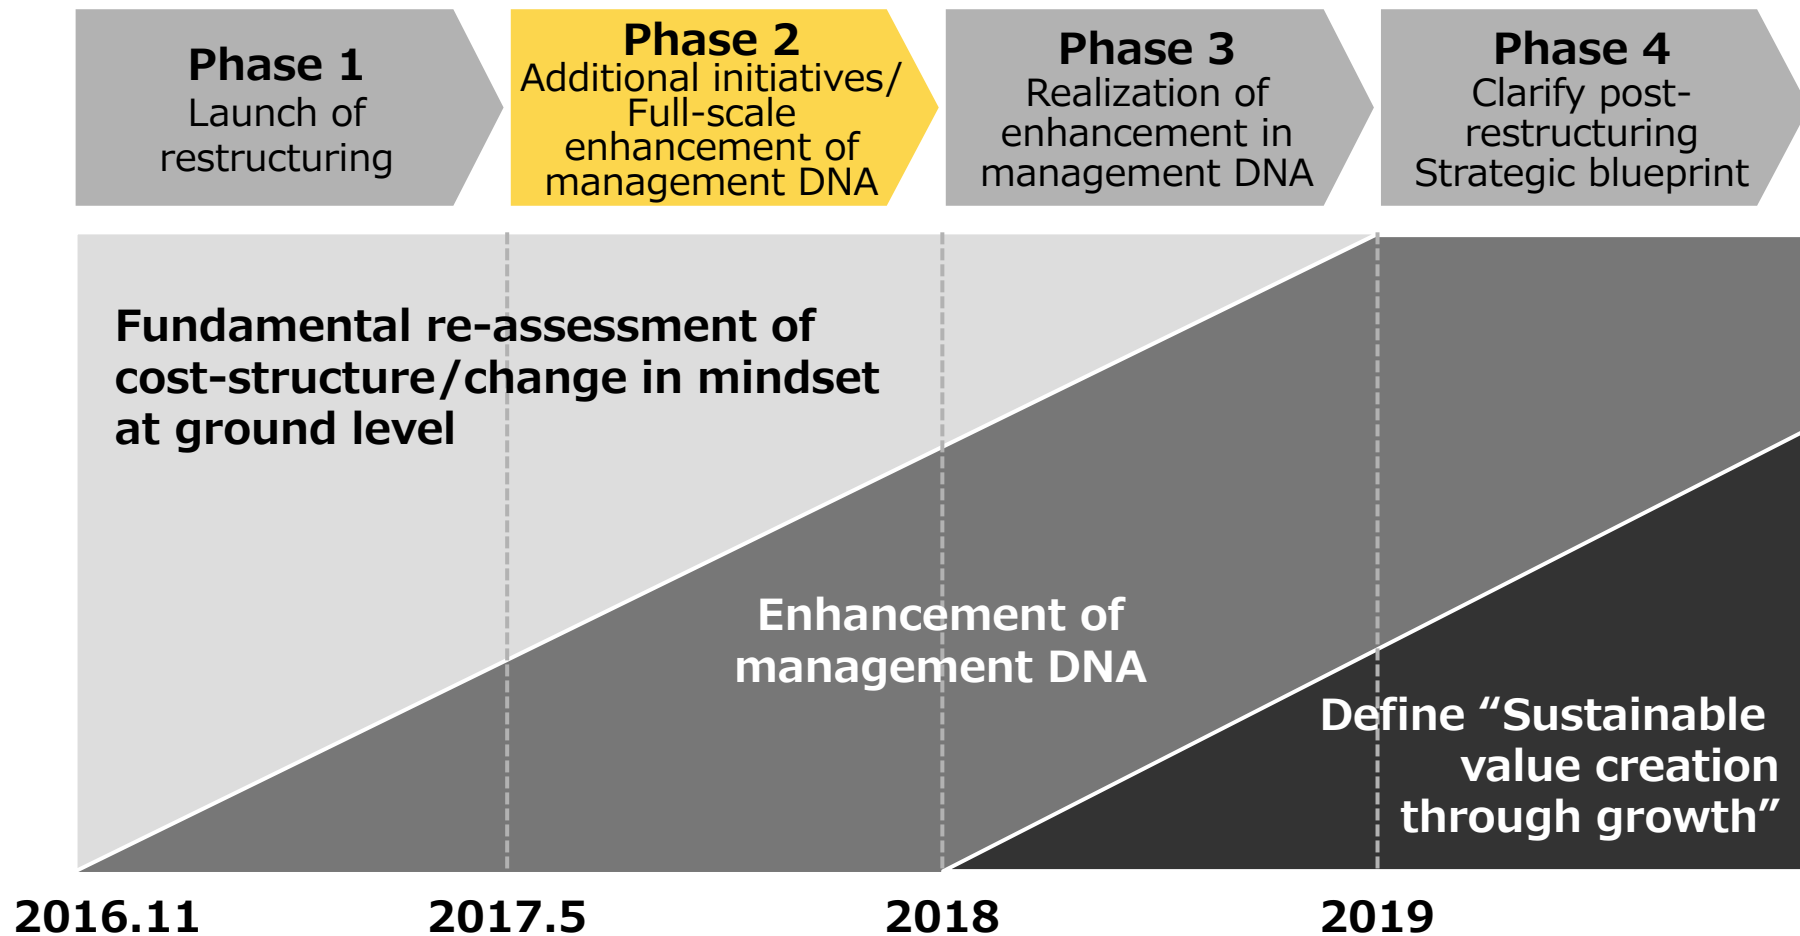 Phase 1
Launch of
restructuring
Phase 2
Additional initiatives/
Full-scale
enhancement of
management DNA
Phase 3
Realization of
enhancement in
management DNA
Phase 4
Clarify post-
restructuring
Strategic blueprint
Fundamental re-assessment of
cost-structure/change in mindset
at ground level
Enhancement of
management DNA
Define “Sustainable
value creation
through growth”
2016.11
2017.5
2018
2019